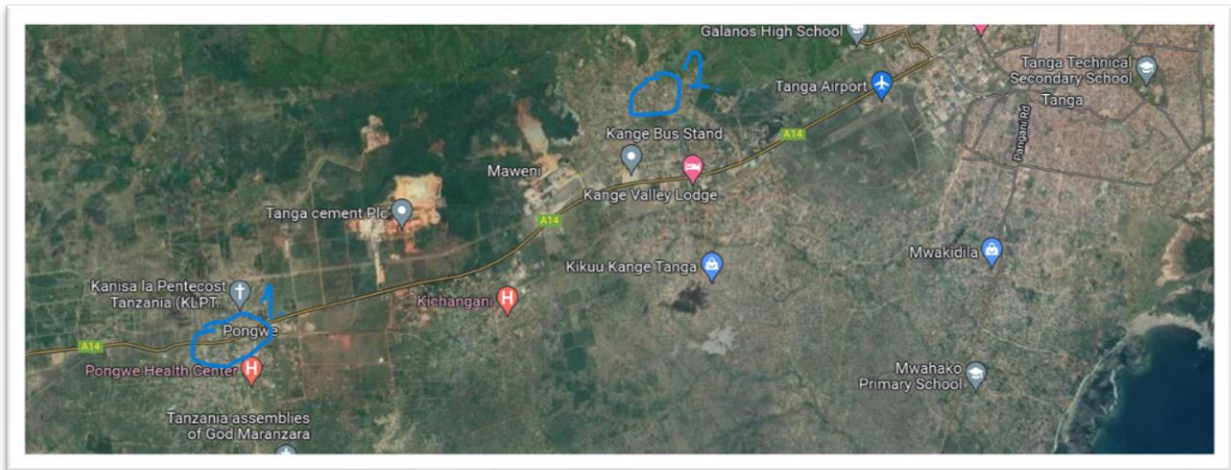 Galanos High School
2.
Tanga Technical
Secondary School
Tanga Airport
Tanga
Pangani Rd
Kange Bus Stand
A14
Maweni
Kange Valley Lodge
Tanga cement Plc
A14
Mwakidila
Kikuu Kange Tanga
Kanisa la Pentecost
Tanzania (KLPT...
1.
Kichangani
Pongwe
A14
Pongwe Health Center
Mwahako
Primary School
Tanzania assemblies
of God Maranzara